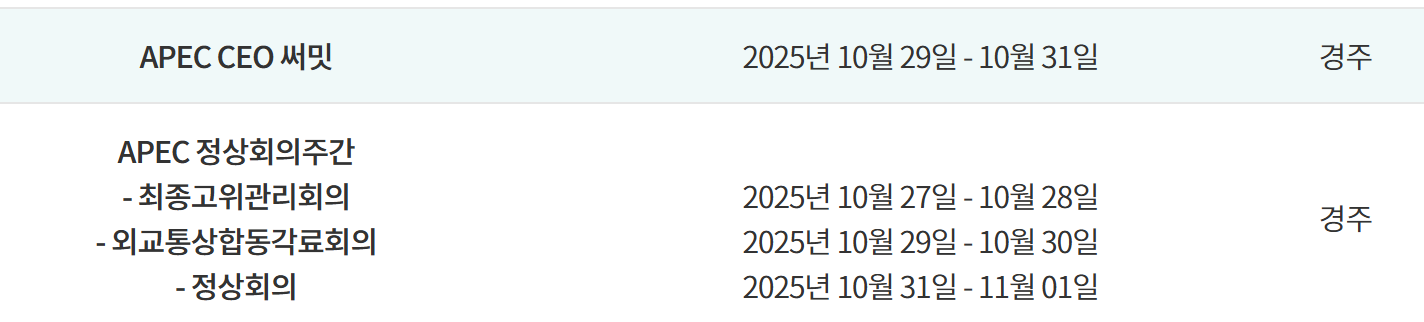 APEC CEO 써밋 2025년 10월 29일 - 10월 31일 경주
APEC 정상회의주간
- 최종고위관리회의 2025년 10월 27일 - 10월 28일
경주
- 외교통상합동각료회의 2025년 10월 29일 - 10월 30일
- 정상회의 2025년 10월 31일 - 11월 01일